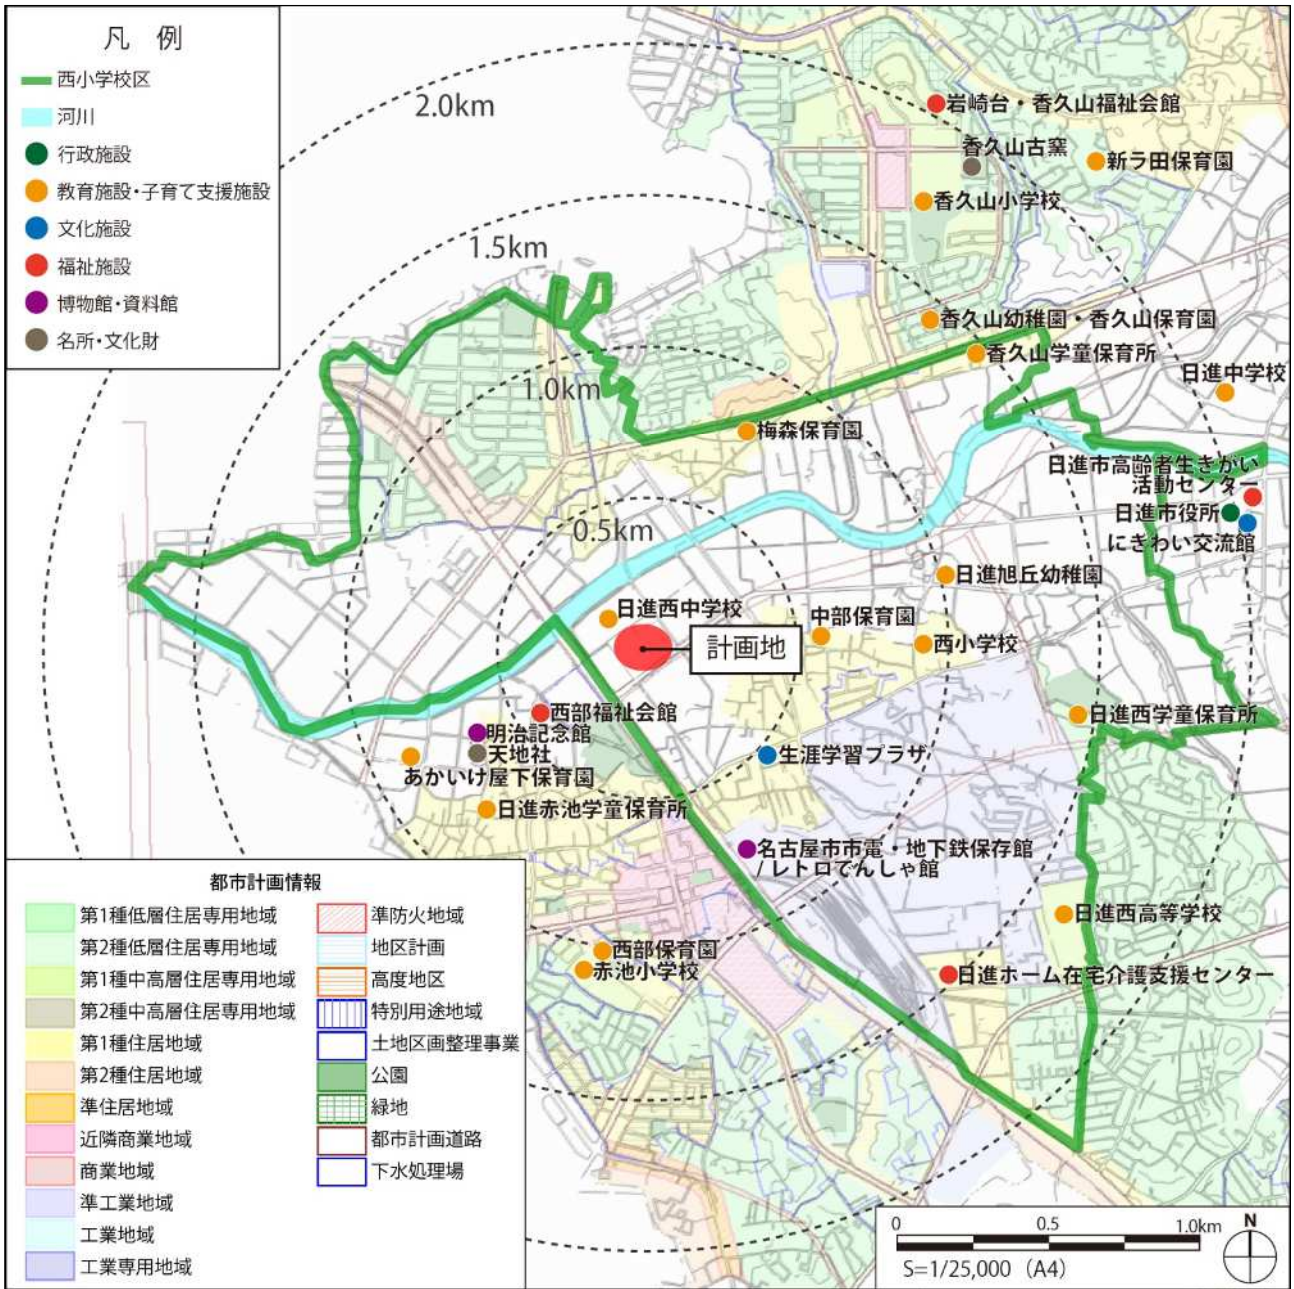 凡 例
西小学校区
河川
行政施設
教育施設・子育て支援施設
文化施設
福祉施設
博物館・資料館
名所・文化財
2.0km
1.5km
1.0km
0.5km
岩崎台・香久山福祉会館
香久山古窯
新ラ田保育園
香久山小学校
香久山幼稚園・香久山保育園
香久山学童保育所
日進中学校
梅森保育園
日進市高齢者生きがい
活動センター
日進市役所
にぎわい交流館
日進旭丘幼稚園
日進西中学校
中部保育園
西小学校
計画地
西部福祉会館
明治記念館
天地社
あかいけ屋下保育園
日進赤池学童保育所
生涯学習プラザ
日進西学童保育所
名古屋市市電・地下鉄保存館
/レトロでんしゃ館
日進西高等学校
西部保育園
赤池小学校
日進ホーム在宅介護支援センター
都市計画情報
第1種低層住居専用地域
第2種低層住居専用地域
第1種中高層住居専用地域
第2種中高層住居専用地域
第1種住居地域
第2種住居地域
準住居地域
近隣商業地域
商業地域
準工業地域
工業地域
工業専用地域
準防火地域
地区計画
高度地区
特別用途地域
土地区画整理事業
公園
緑地
都市計画道路
下水処理場
0 0.5 1.0km
S=1/25,000（A4）
N